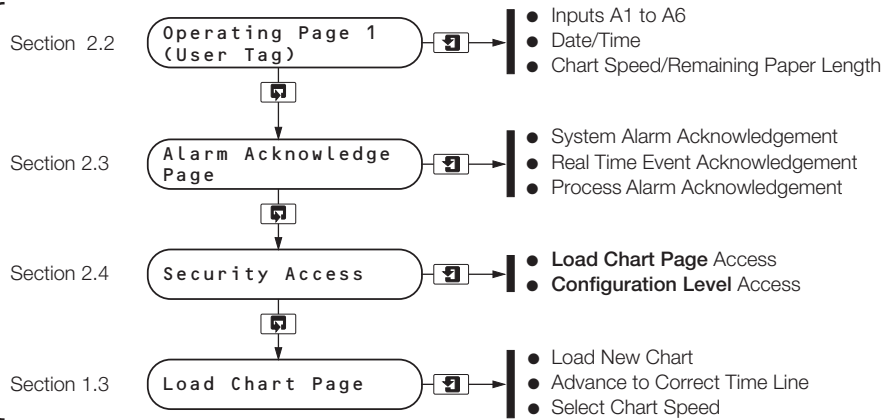 Section 2.2
Operating Page 1
(User Tag)
● Inputs A1 to A6
● Date/Time
● Chart Speed/Remaining Paper Length
Section 2.3
Alarm Acknowledge
Page
● System Alarm Acknowledgement
● Real Time Event Acknowledgement
● Process Alarm Acknowledgement
Section 2.4
Security Access
● Load Chart Page Access
● Configuration Level Access
Section 1.3
Load Chart Page
● Load New Chart
● Advance to Correct Time Line
● Select Chart Speed